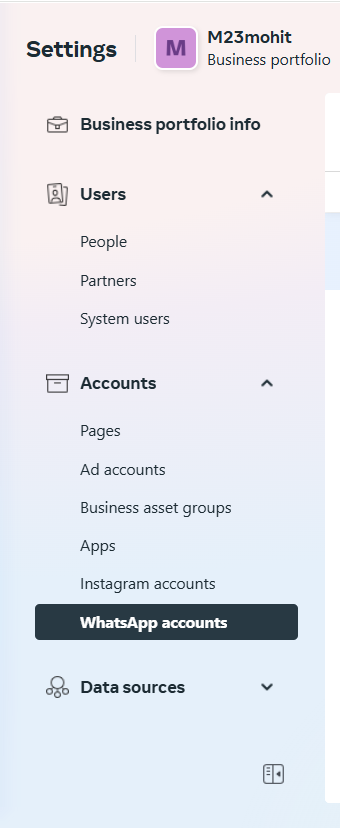 Settings
M
M23mohit
Business portfolio
Business portfolio info
Users
People
Partners
System users
Accounts
Pages
Ad accounts
Business asset groups
Apps
Instagram accounts
WhatsApp accounts
Data sources